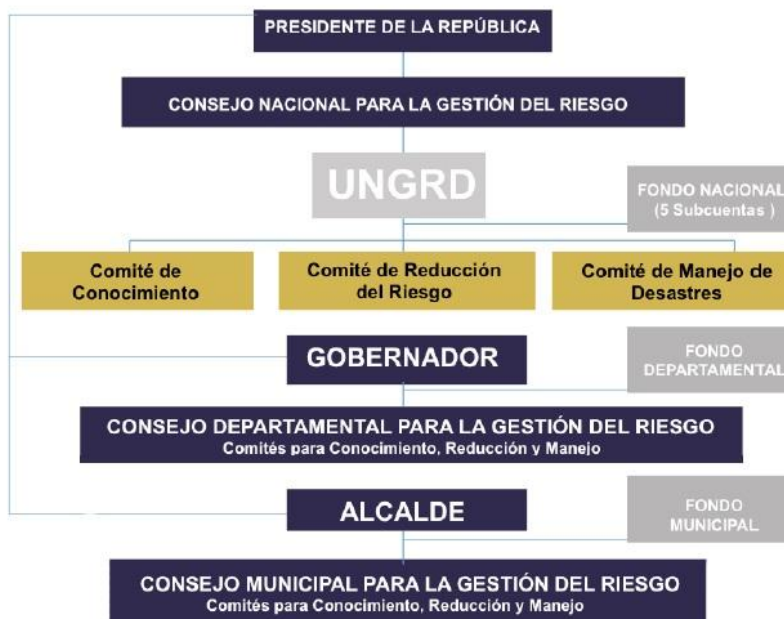 PRESIDENTE DE LA REPÚBLICA
CONSEJO NACIONAL PARA LA GESTIÓN DEL RIESGO
UNGRD
FONDO NACIONAL
(5 Subcuentas )
Comité de
Conocimiento
Comité de Reducción
del Riesgo
Comité de Manejo de
Desastres
GOBERNADOR
FONDO
DEPARTAMENTAL
CONSEJO DEPARTAMENTAL PARA LA GESTIÓN DEL RIESGO
Comités para Conocimiento, Reducción y Manejo
ALCALDE
FONDO
MUNICIPAL
CONSEJO MUNICIPAL PARA LA GESTIÓN DEL RIESGO
Comités para Conocimiento, Reducción y Manejo